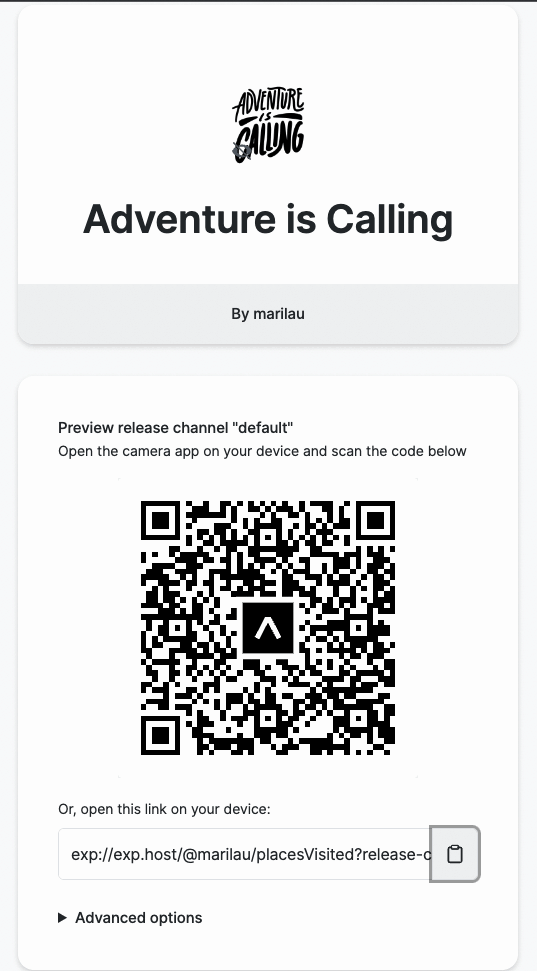 ADVENTURE
IS
CALLING
Adventure is Calling
By marilau
Preview release channel "default"
Open the camera app on your device and scan the code below
Or, open this link on your device:
exp://exp.host/@marilau/placesVisited?release-c
Advanced options